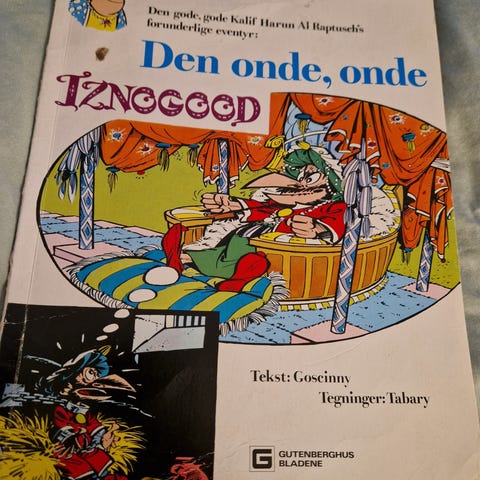 Den gode, gode Kalif Harun Al Raptusch's
forunderlige eventyr:
Den onde, onde
IZNOGOOD
Tekst: Goscinny
Tegninger: Tabary
G GUTENBERGHUS
BLADENE